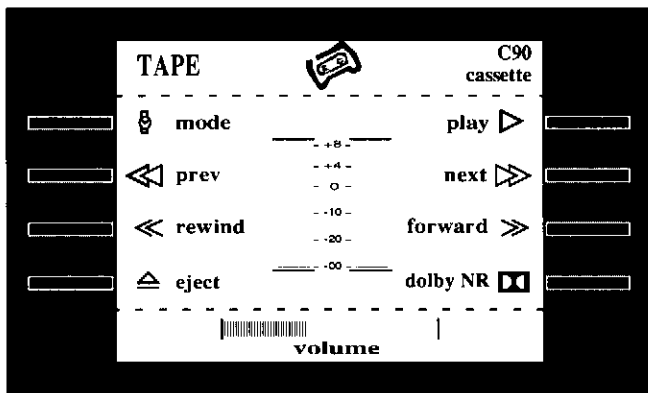 TAPE
C90
cassette
mode
play
- +8 -
prev
- +4 -
next
- 0 -
rewind
- -10 -
forward
- -20 -
eject
- -00 -
dolby NR
volume